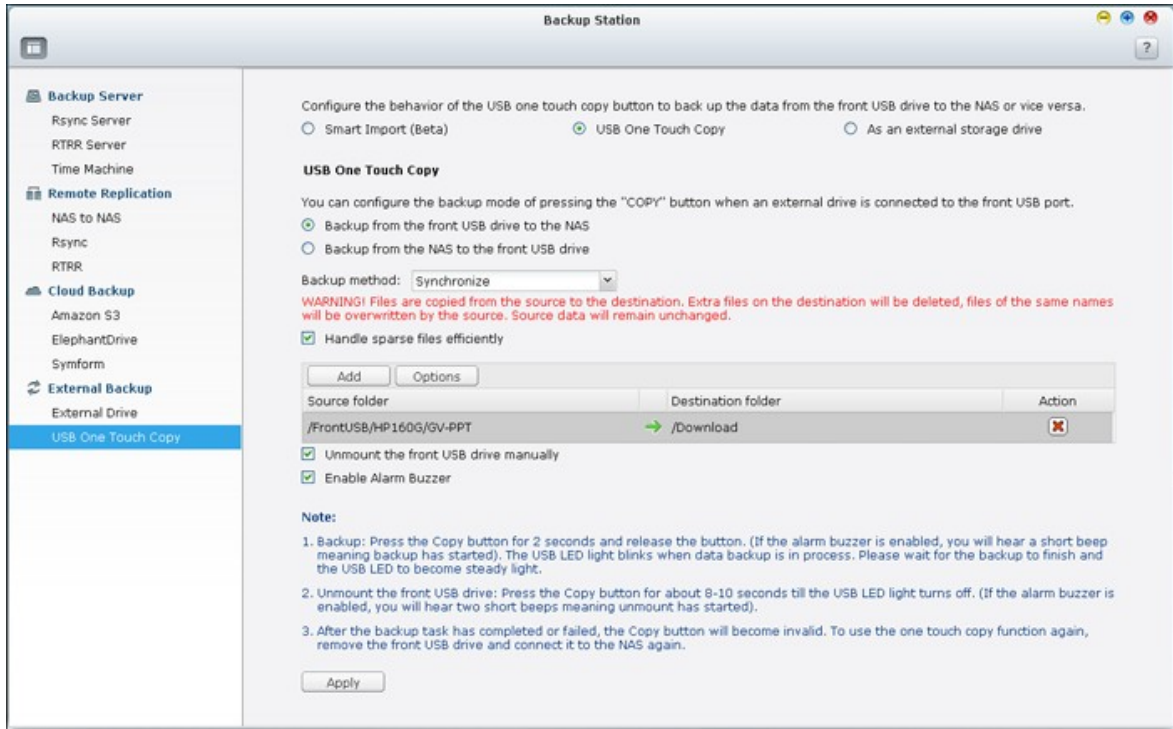 Backup Station
?
Backup Server
Rsync Server
RTRR Server
Time Machine
Remote Replication
NAS to NAS
Rsync
RTRR
Cloud Backup
Amazon S3
ElephantDrive
Symform
External Backup
External Drive
USB One Touch Copy
Configure the behavior of the USB one touch copy button to back up the data from the front USB drive to the NAS or vice versa.
Smart Import (Beta) USB One Touch Copy As an external storage drive
USB One Touch Copy
You can configure the backup mode of pressing the "COPY" button when an external drive is connected to the front USB port.
Backup from the front USB drive to the NAS
Backup from the NAS to the front USB drive
Backup method: Synchronize
WARNING! Files are copied from the source to the destination. Extra files on the destination will be deleted, files of the same names
will be overwritten by the source. Source data will remain unchanged.
Handle sparse files efficiently
Add Options
Source folder Destination folder Action
/FrontUSB/HP160G/GV-PPT /Download
Unmount the front USB drive manually
Enable Alarm Buzzer
Note:
1. Backup: Press the Copy button for 2 seconds and release the button. (If the alarm buzzer is enabled, you will hear a short beep
meaning backup has started). The USB LED light blinks when data backup is in process. Please wait for the backup to finish and
the USB LED to become steady light.
2. Unmount the front USB drive: Press the Copy button for about 8-10 seconds till the USB LED light turns off. (If the alarm buzzer is
enabled, you will hear two short beeps meaning unmount has started).
3. After the backup task has completed or failed, the Copy button will become invalid. To use the one touch copy function again,
remove the front USB drive and connect it to the NAS again.
Apply